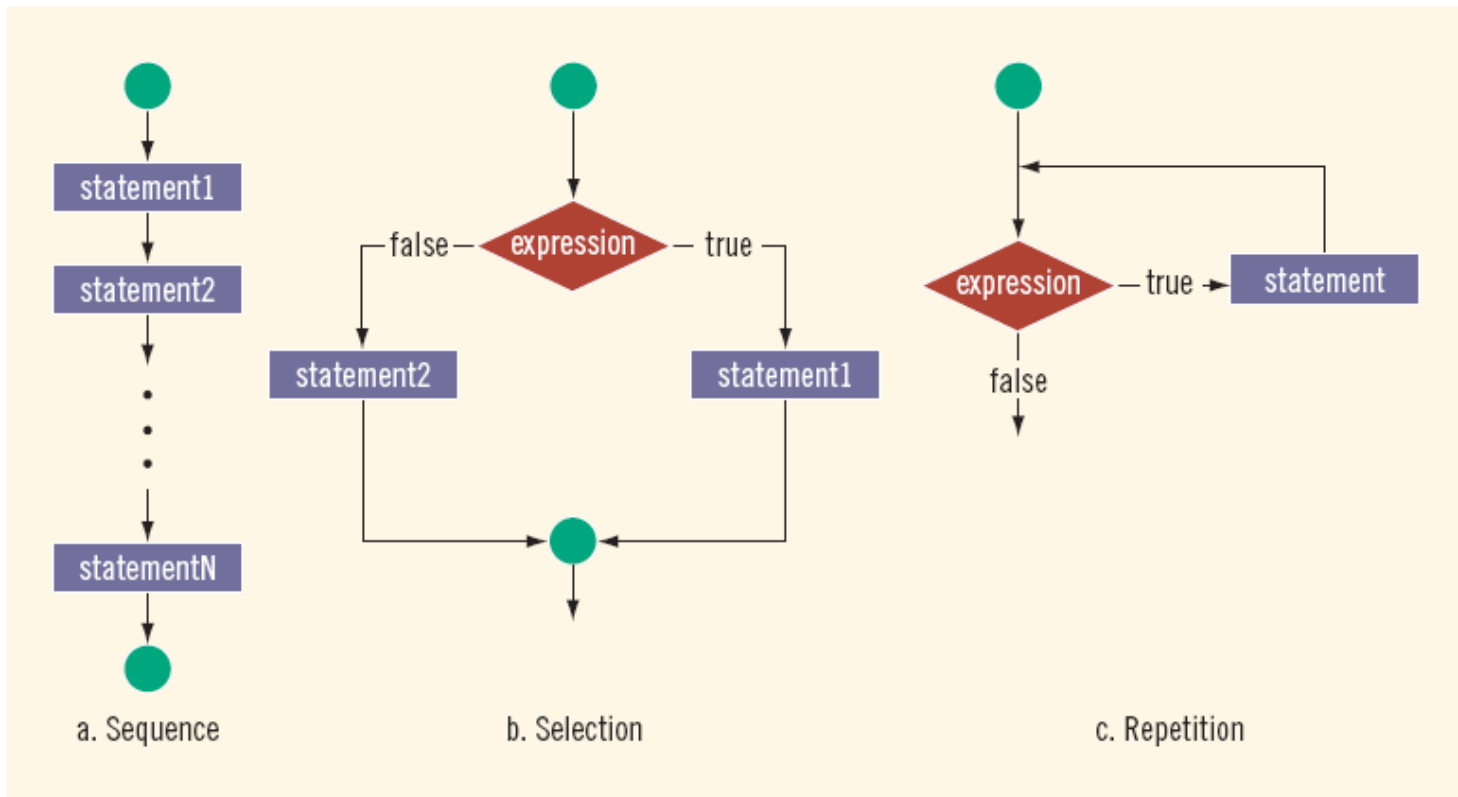 statement1
statement2
statementN
a. Sequence
false
expression
true
statement2
statement1
b. Selection
expression
true
statement
false
c. Repetition